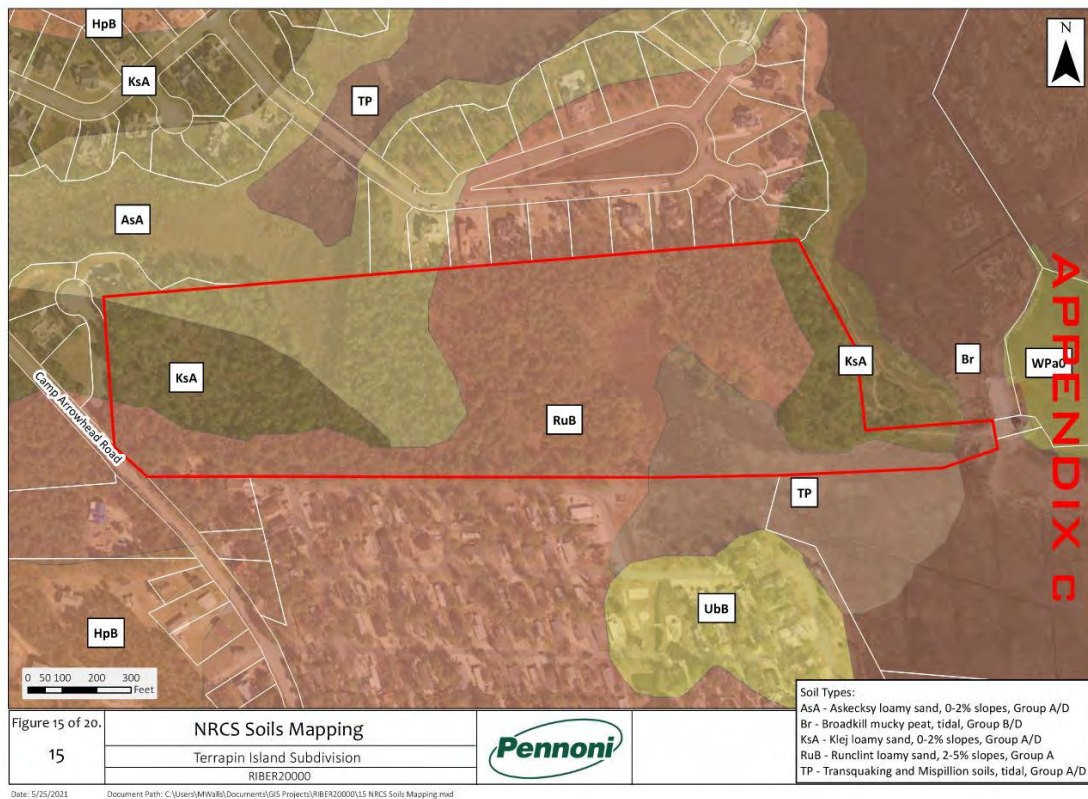 HpB
KsA
TP
N
AsA
KsA
RuB
KsA
Br
WPa0
TP
UbB
HpB
Camp Arrowhead Road
APPENDIX C
0 50 100 200 300
Feet
Soil Types:
AsA - Askecksy loamy sand, 0-2% slopes, Group A/D
Br - Broadkill mucky peat, tidal, Group B/D
KsA - Klej loamy sand, 0-2% slopes, Group A/D
RuB - Runclint loamy sand, 2-5% slopes, Group A
TP - Transquaking and Mispillion soils, tidal, Group A/D
Figure 15 of 20.
15
NRCS Soils Mapping
Terrapin Island Subdivision
RIBER20000
Pennoni
Date: 5/25/2021
Document Path: C:\Users\MWalls\Documents\GIS Projects\RIBER20000\15 NRCS Soils Mapping.mxd